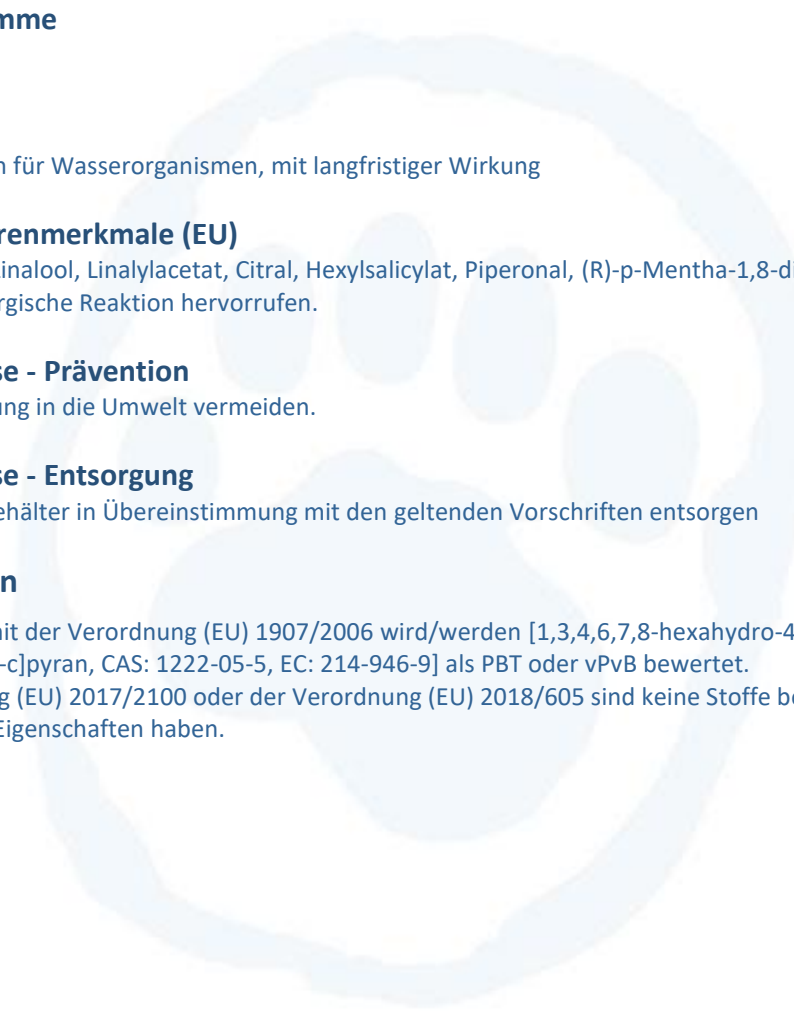 mme
n für Wasserorganismen, mit langfristiger Wirkung
renmerkmale (EU)
Linalool, Linalylacetat, Citral, Hexylsalicylat, Piperonal, (R)-p-Mentha-1,8-di
rgische Reaktion hervorrufen.
se - Prävention
ung in die Umwelt vermeiden.
se - Entsorgung
ehälter in Übereinstimmung mit den geltenden Vorschriften entsorgen
n
it der Verordnung (EU) 1907/2006 wird/werden [1,3,4,6,7,8-hexahydro-4
-c]pyran, CAS: 1222-05-5, EC: 214-946-9] als PBT oder vPvB bewertet.
g (EU) 2017/2100 oder der Verordnung (EU) 2018/605 sind keine Stoffe be
Eigenschaften haben.